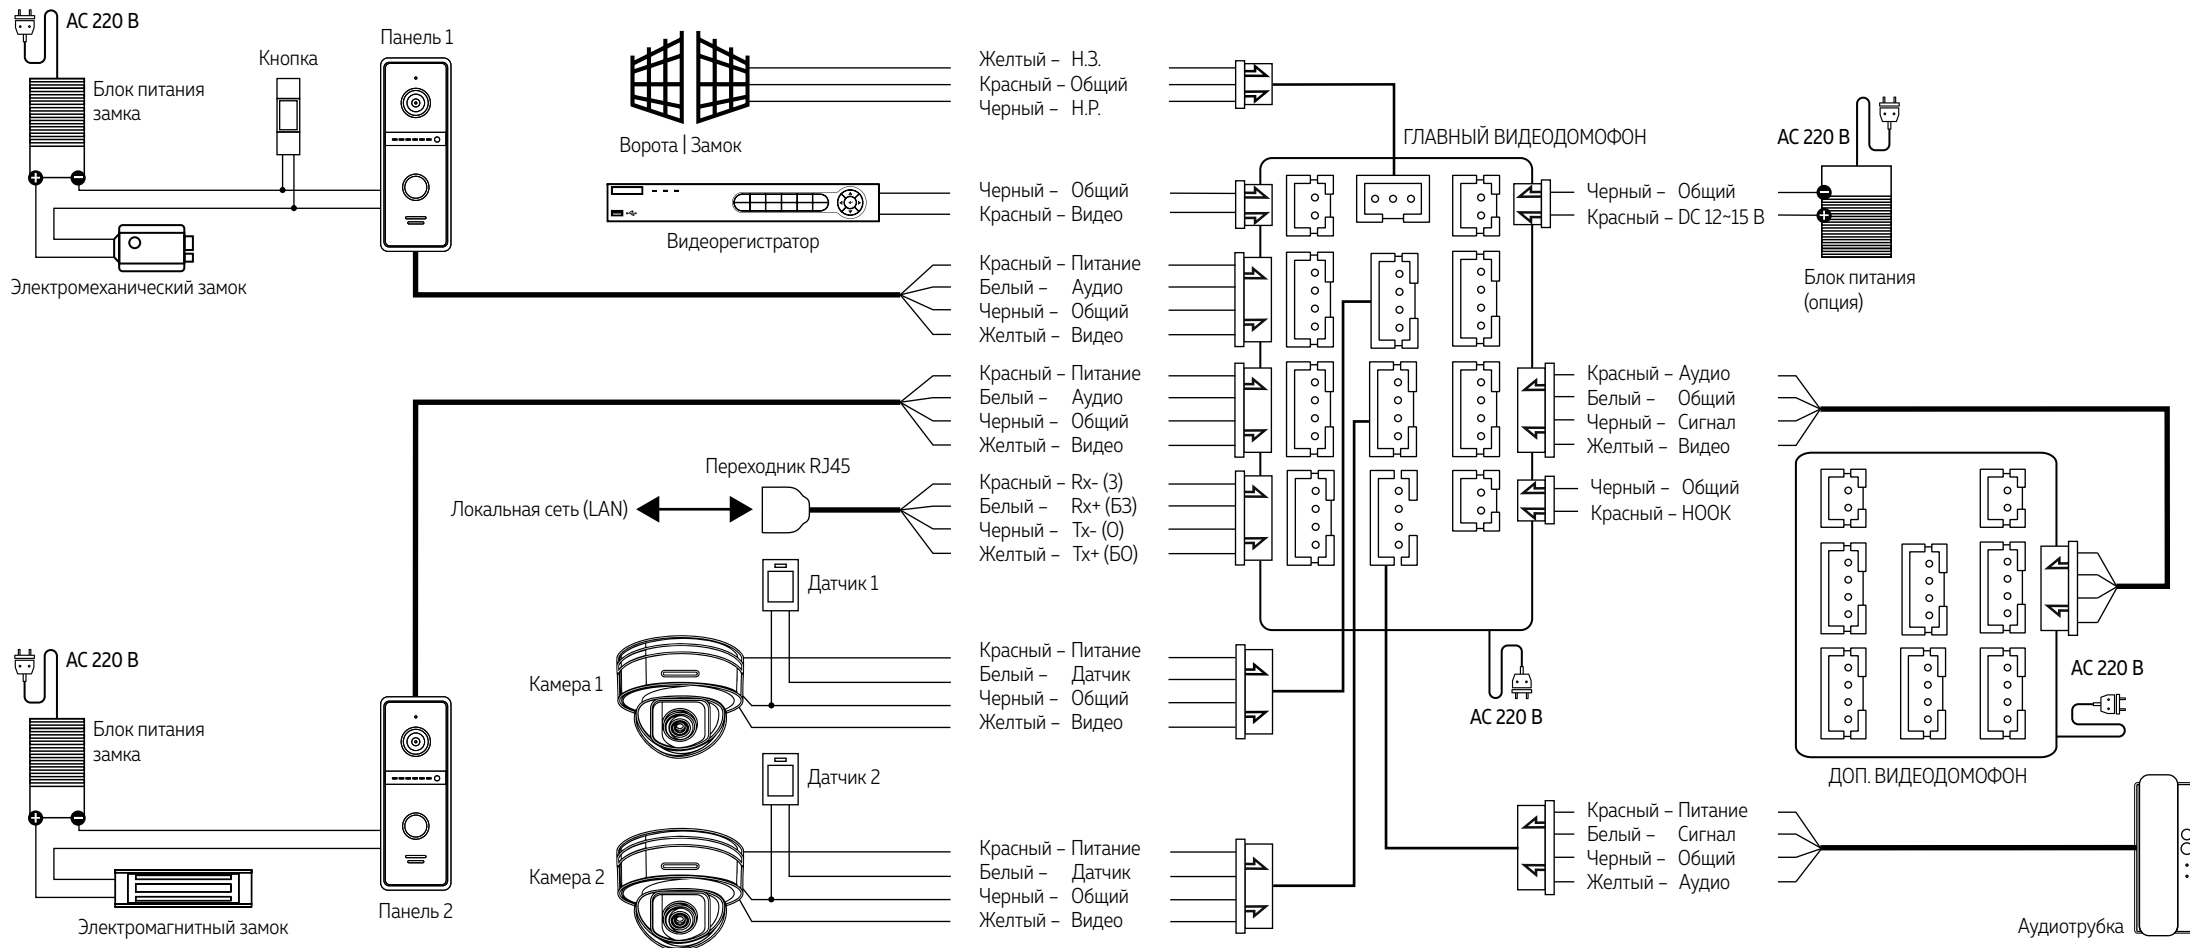 AC 220 В
Блок питания
замка
Кнопка
Панель 1
Электромеханический замок
Ворота | Замок
Желтый – Н.З.
Красный – Общий
Черный – Н.Р.
Видеорегистратор
Черный – Общий
Красный – Видео
Красный – Питание
Белый – Аудио
Черный – Общий
Желтый – Видео
Красный – Питание
Белый – Аудио
Черный – Общий
Желтый – Видео
Переходник RJ45
Локальная сеть (LAN)
Красный – Rx- (З)
Белый – Rx+ (БЗ)
Черный – Tx- (О)
Желтый – Tx+ (БО)
Датчик 1
Камера 1
Красный – Питание
Белый – Датчик
Черный – Общий
Желтый – Видео
Датчик 2
Камера 2
Красный – Питание
Белый – Датчик
Черный – Общий
Желтый – Видео
AC 220 В
Блок питания
замка
Панель 2
Электромагнитный замок
ГЛАВНЫЙ ВИДЕОДОМОФОН
AC 220 В
AC 220 В
Черный – Общий
Красный – DC 12~15 В
Блок питания
(опция)
Красный – Аудио
Белый – Общий
Черный – Сигнал
Желтый – Видео
Черный – Общий
Красный – HOOK
AC 220 В
ДОП. ВИДЕОДОМОФОН
Красный – Питание
Белый – Сигнал
Черный – Общий
Желтый – Аудио
Аудиотрубка